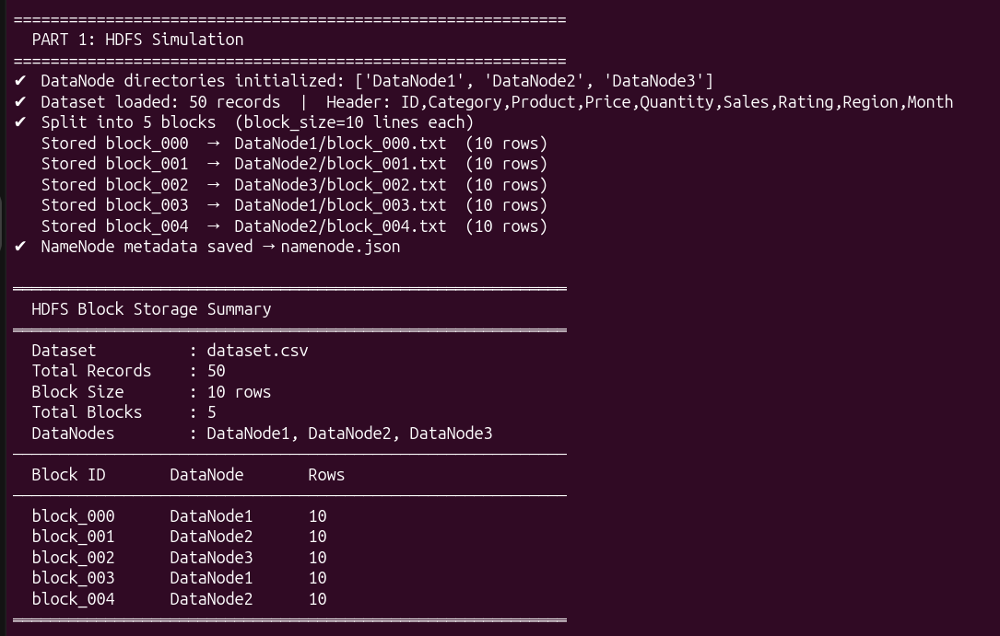 ============================================================
  PART 1: HDFS Simulation
============================================================
✔ DataNode directories initialized: ['DataNode1', 'DataNode2', 'DataNode3']
✔ Dataset loaded: 50 records  |  Header: ID,Category,Product,Price,Quantity,Sales,Rating,Region,Month
✔ Split into 5 blocks  (block_size=10 lines each)
   Stored block_000  →  DataNode1/block_000.txt  (10 rows)
   Stored block_001  →  DataNode2/block_001.txt  (10 rows)
   Stored block_002  →  DataNode3/block_002.txt  (10 rows)
   Stored block_003  →  DataNode1/block_003.txt  (10 rows)
   Stored block_004  →  DataNode2/block_004.txt  (10 rows)
✔ NameNode metadata saved → namenode.json
════════════════════════════════════════════════════════════
  HDFS Block Storage Summary
════════════════════════════════════════════════════════════
  Dataset          : dataset.csv
  Total Records    : 50
  Block Size       : 10 rows
  Total Blocks     : 5
  DataNodes        : DataNode1, DataNode2, DataNode3
────────────────────────────────────────────────────────────
  Block ID       DataNode       Rows
────────────────────────────────────────────────────────────
  block_000      DataNode1      10
  block_001      DataNode2      10
  block_002      DataNode3      10
  block_003      DataNode1      10
  block_004      DataNode2      10
════════════════════════════════════════════════════════════